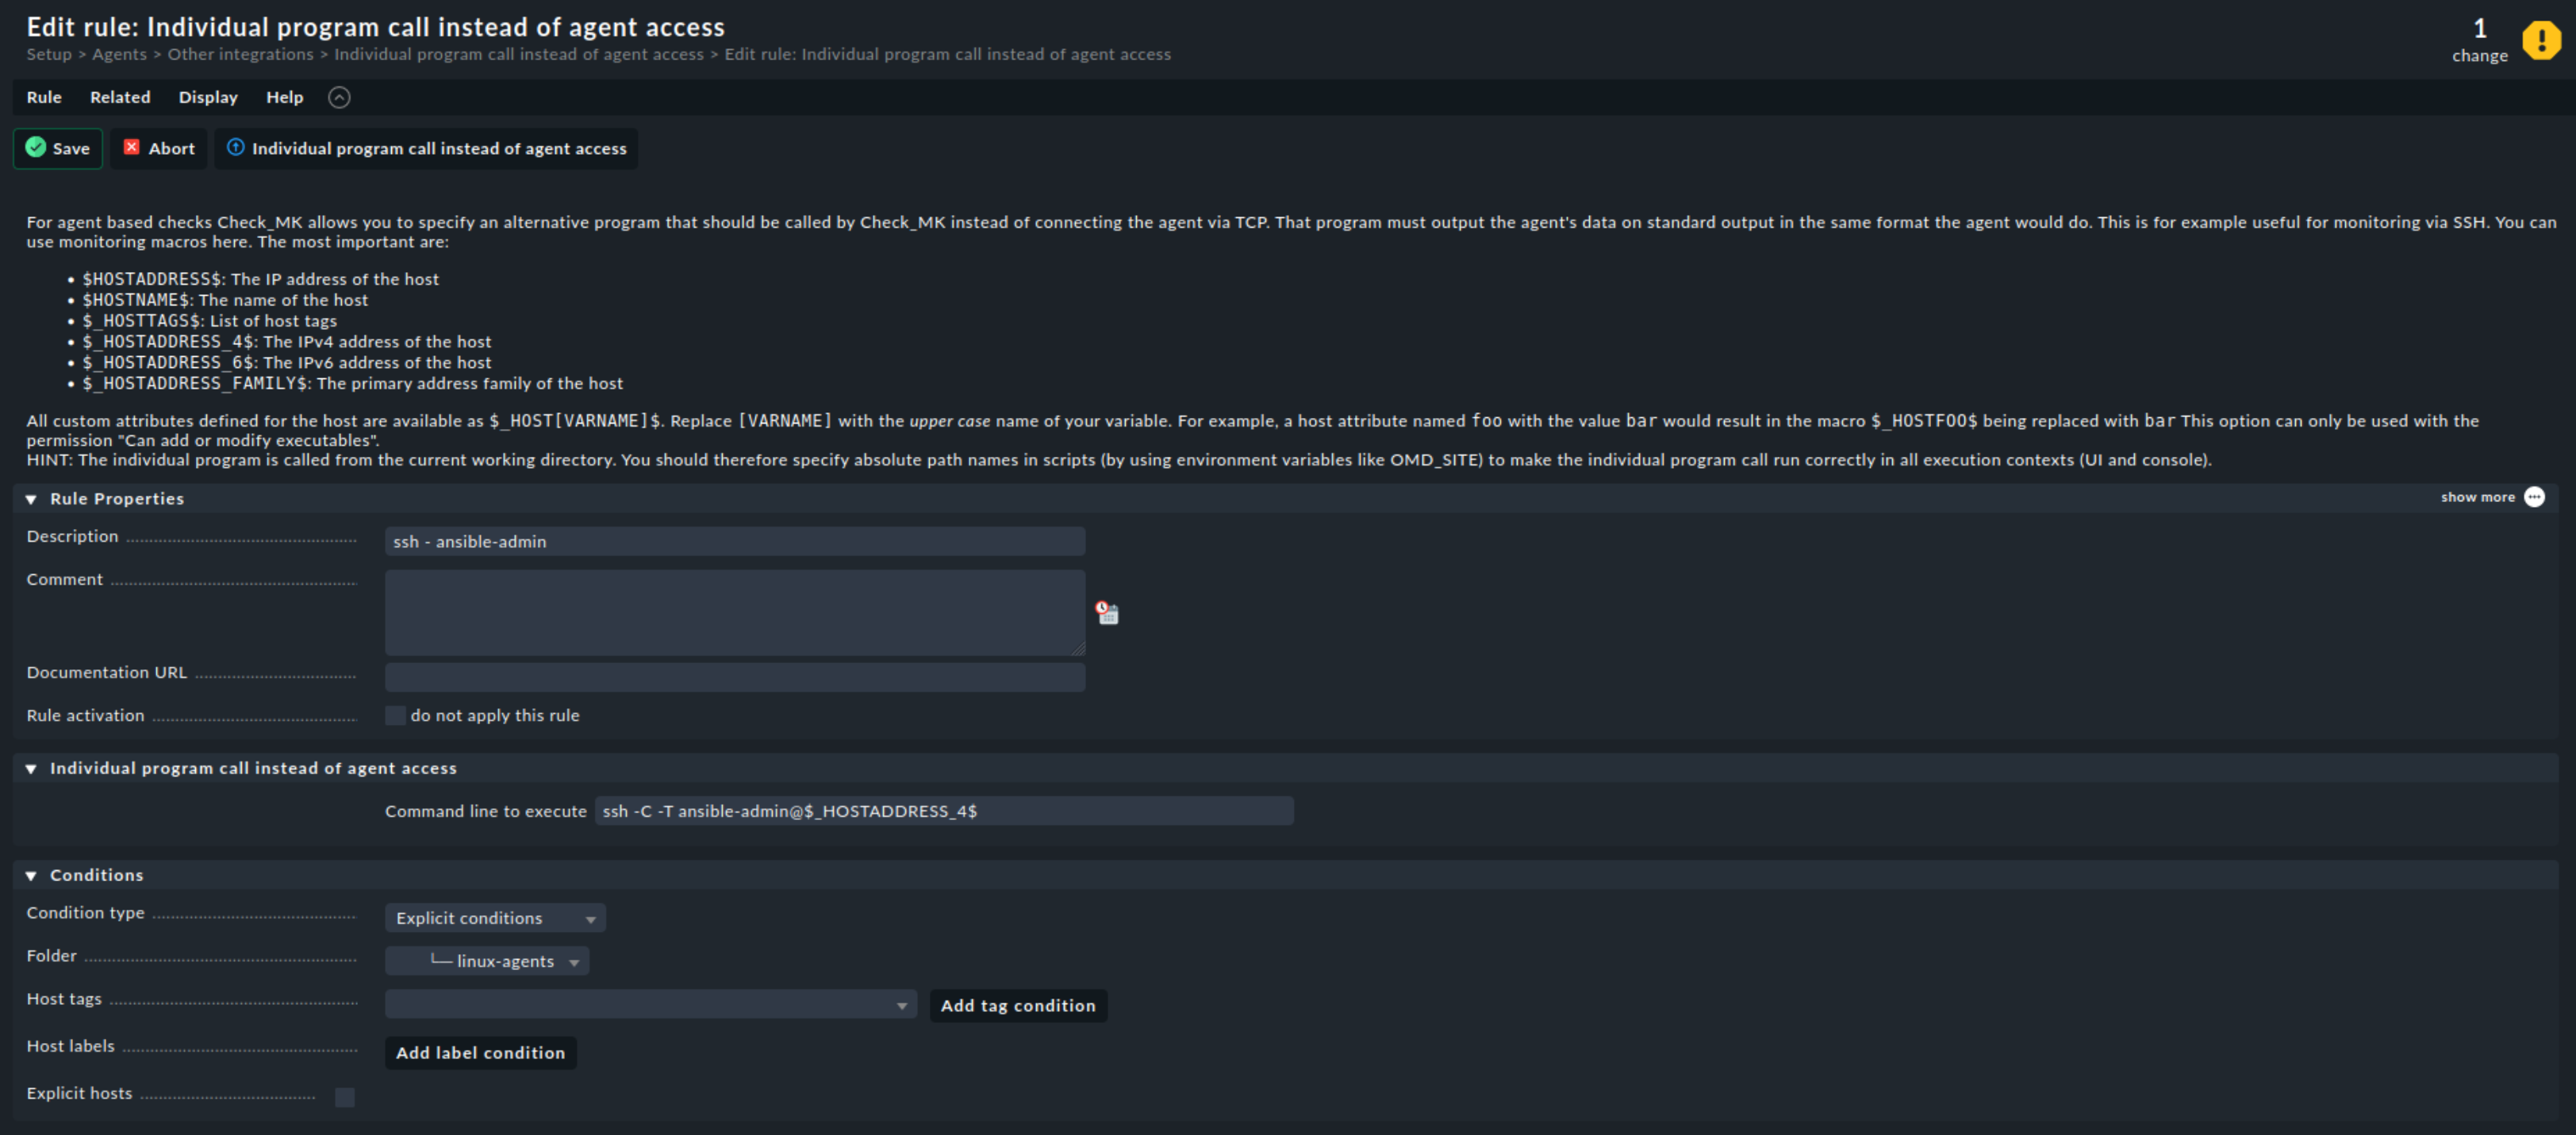 Edit rule: Individual program call instead of agent access
Setup > Agents > Other integrations > Individual program call instead of agent access > Edit rule: Individual program call instead of agent access
1
change
Rule Related Display Help
Save Abort Individual program call instead of agent access
For agent based checks Check_MK allows you to specify an alternative program that should be called by Check_MK instead of connecting the agent via TCP. That program must output the agent's data on standard output in the same format the agent would do. This is for example useful for monitoring via SSH. You can
use monitoring macros here. The most important are:
• $HOSTADDRESS$: The IP address of the host
• $HOSTNAME$: The name of the host
• $_HOSTTAGS$: List of host tags
• $_HOSTADDRESS_4$: The IPv4 address of the host
• $_HOSTADDRESS_6$: The IPv6 address of the host
• $_HOSTADDRESS_FAMILY$: The primary address family of the host
All custom attributes defined for the host are available as $_HOST[VARNAME]$. Replace [VARNAME] with the upper case name of your variable. For example, a host attribute named foo with the value bar would result in the macro $_HOSTFOO$ being replaced with bar This option can only be used with the
permission "Can add or modify executables".
HINT: The individual program is called from the current working directory. You should therefore specify absolute path names in scripts (by using environment variables like OMD_SITE) to make the individual program call run correctly in all execution contexts (UI and console).
Rule Properties show more
Description ssh - ansible-admin
Comment
Documentation URL
Rule activation do not apply this rule
Individual program call instead of agent access
Command line to execute ssh -C -T ansible-admin@$_HOSTADDRESS_4$
Conditions
Condition type Explicit conditions
Folder linux-agents
Host tags Add tag condition
Host labels Add label condition
Explicit hosts